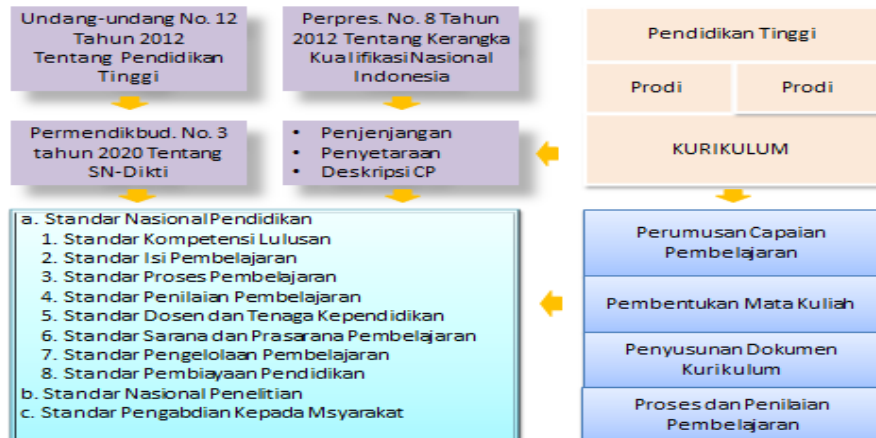 Undang-undang No. 12
Tahun 2012
Tentang Pendidikan
Tinggi
Perpres. No. 8 Tahun
2012 Tentang Kerangka
Kualifikasi Nasional
Indonesia
Pendidikan Tinggi
Prodi
Prodi
KURIKULUM
Permendikbud. No. 3
tahun 2020 Tentang
SN-Dikti
• Penjenjangan
• Penyetaraan
• Deskripsi CP
a. Standar Nasional Pendidikan
1. Standar Kompetensi Lulusan
2. Standar Isi Pembelajaran
3. Standar Proses Pembelajaran
4. Standar Penilaian Pembelajaran
5. Standar Dosen dan Tenaga Kependidikan
6. Standar Sarana dan Prasarana Pembelajaran
7. Standar Pengelolaan Pembelajaran
8. Standar Pembiayaan Pendidikan
b. Standar Nasional Penelitian
c. Standar Pengabdian Kepada Msyarakat
Perumusan Capaian
Pembelajaran
Pembentukan Mata Kuliah
Penyusunan Dokumen
Kurikulum
Proses dan Penilaian
Pembelajaran